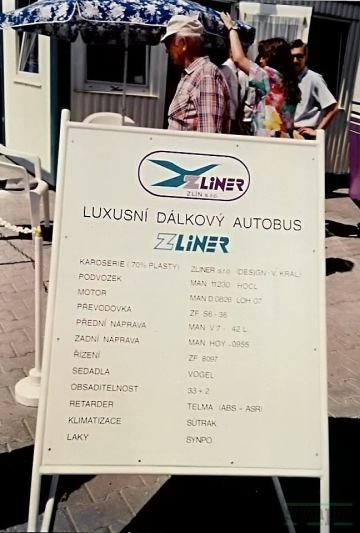 ZLINER
ZLÍN s.r.o.
LUXUSNÍ DÁLKOVÝ AUTOBUS
ZLINER
KAROSERIE (70% PLASTY) ZLINER s.r.o. (DESIGN - V. KRÁL)
PODVOZEK MAN 11230 HOCL
MOTOR MAN D 0826 LOH 07
PŘEVODOVKA ZF S6 - 36
PŘEDNÍ NÁPRAVA MAN V 7 - 42 L
ZADNÍ NÁPRAVA MAN HOY - 0955
ŘÍZENÍ ZF 8097
SEDADLA VOGEL
OBSADITELNOST 33 + 2
RETARDER TELMA (ABS - ASR)
KLIMATIZACE SÜTRAK
LAKY SYNPO